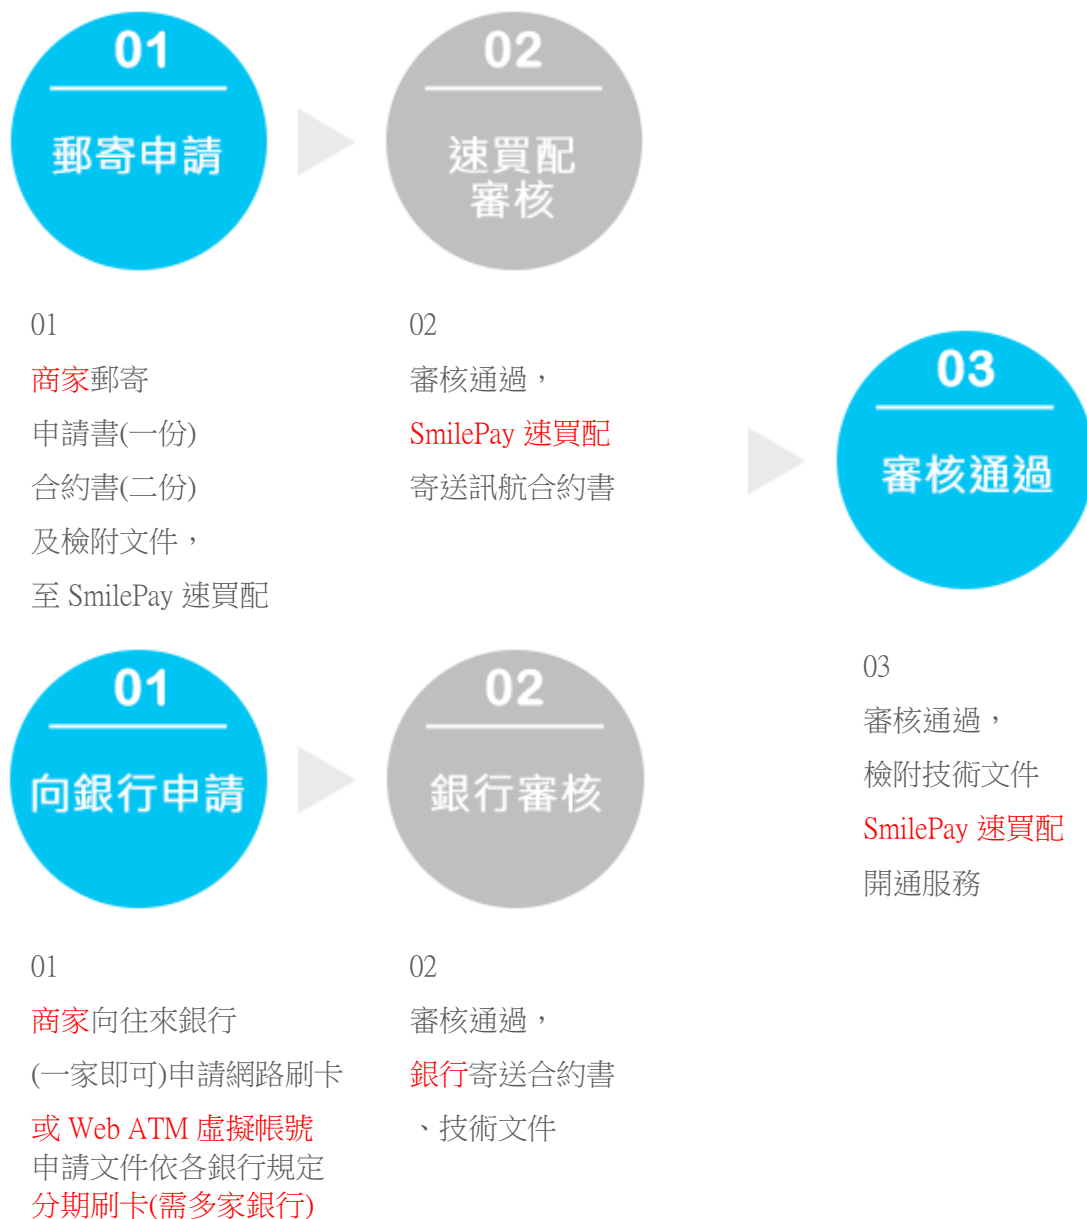 01
郵寄申請
02
速買配
審核
01
商家郵寄
申請書(一份)
合約書(二份)
及檢附文件，
至 SmilePay 速買配
02
審核通過，
SmilePay 速買配
寄送訊航合約書
03
審核通過
03
審核通過，
檢附技術文件
SmilePay 速買配
開通服務
01
向銀行申請
02
銀行審核
01
商家向往來銀行
(一家即可)申請網路刷卡
或 Web ATM 虛擬帳號
申請文件依各銀行規定
分期刷卡(需多家銀行)
02
審核通過，
銀行寄送合約書
、技術文件